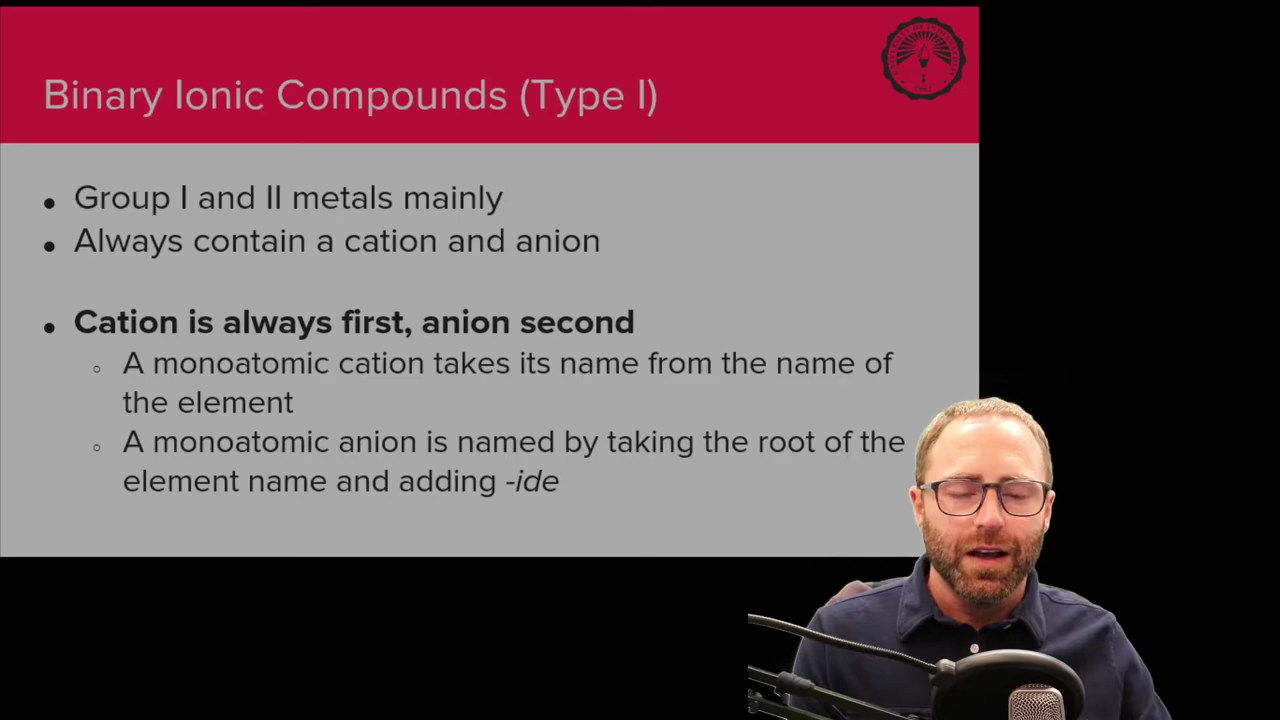 Binary Ionic Compounds (Type I)
• Group I and II metals mainly
• Always contain a cation and anion
• Cation is always first, anion second
○ A monoatomic cation takes its name from the name of
the element
○ A monoatomic anion is named by taking the root of the
element name and adding -ide